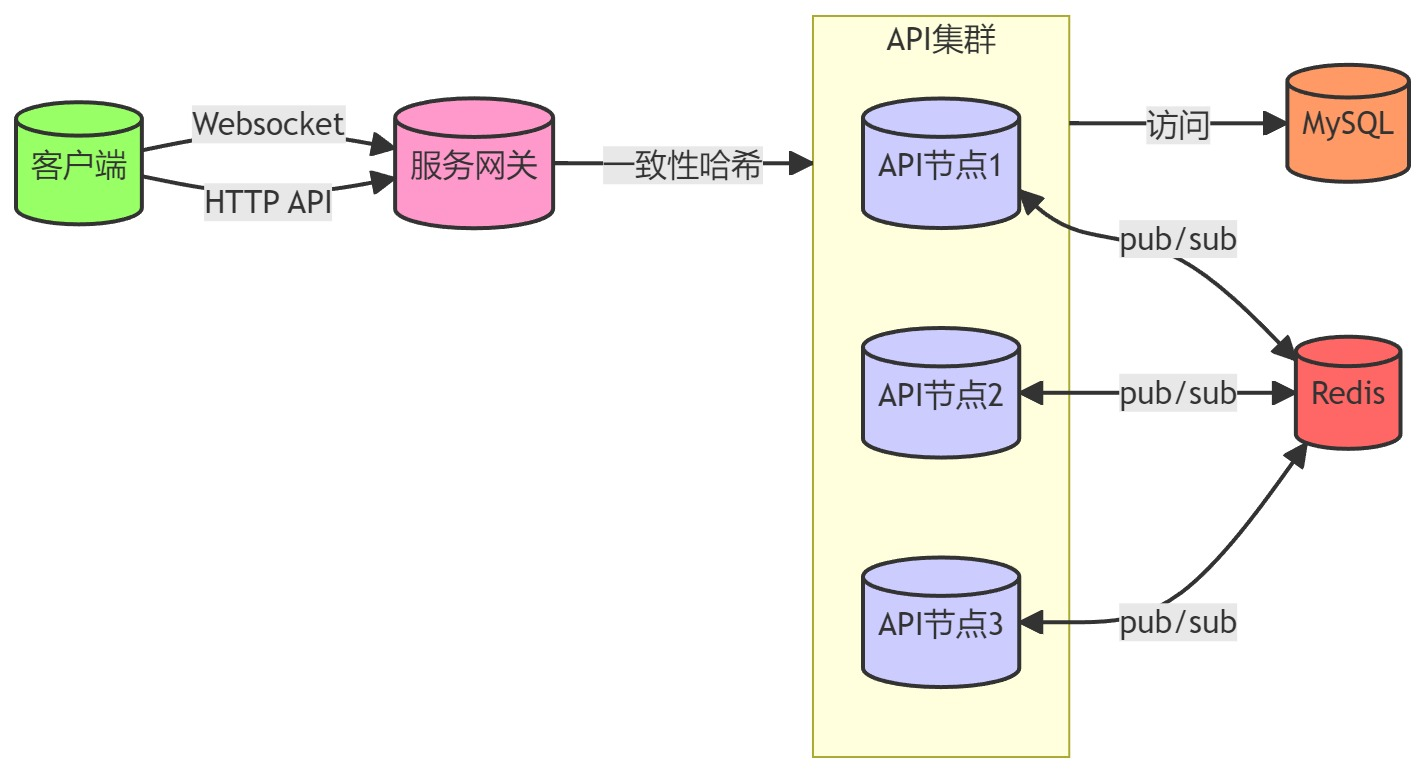 客户端
Websocket
HTTP API
服务网关
一致性哈希
API集群
API节点1
API节点2
API节点3
访问
pub/sub
pub/sub
pub/sub
MySQL
Redis